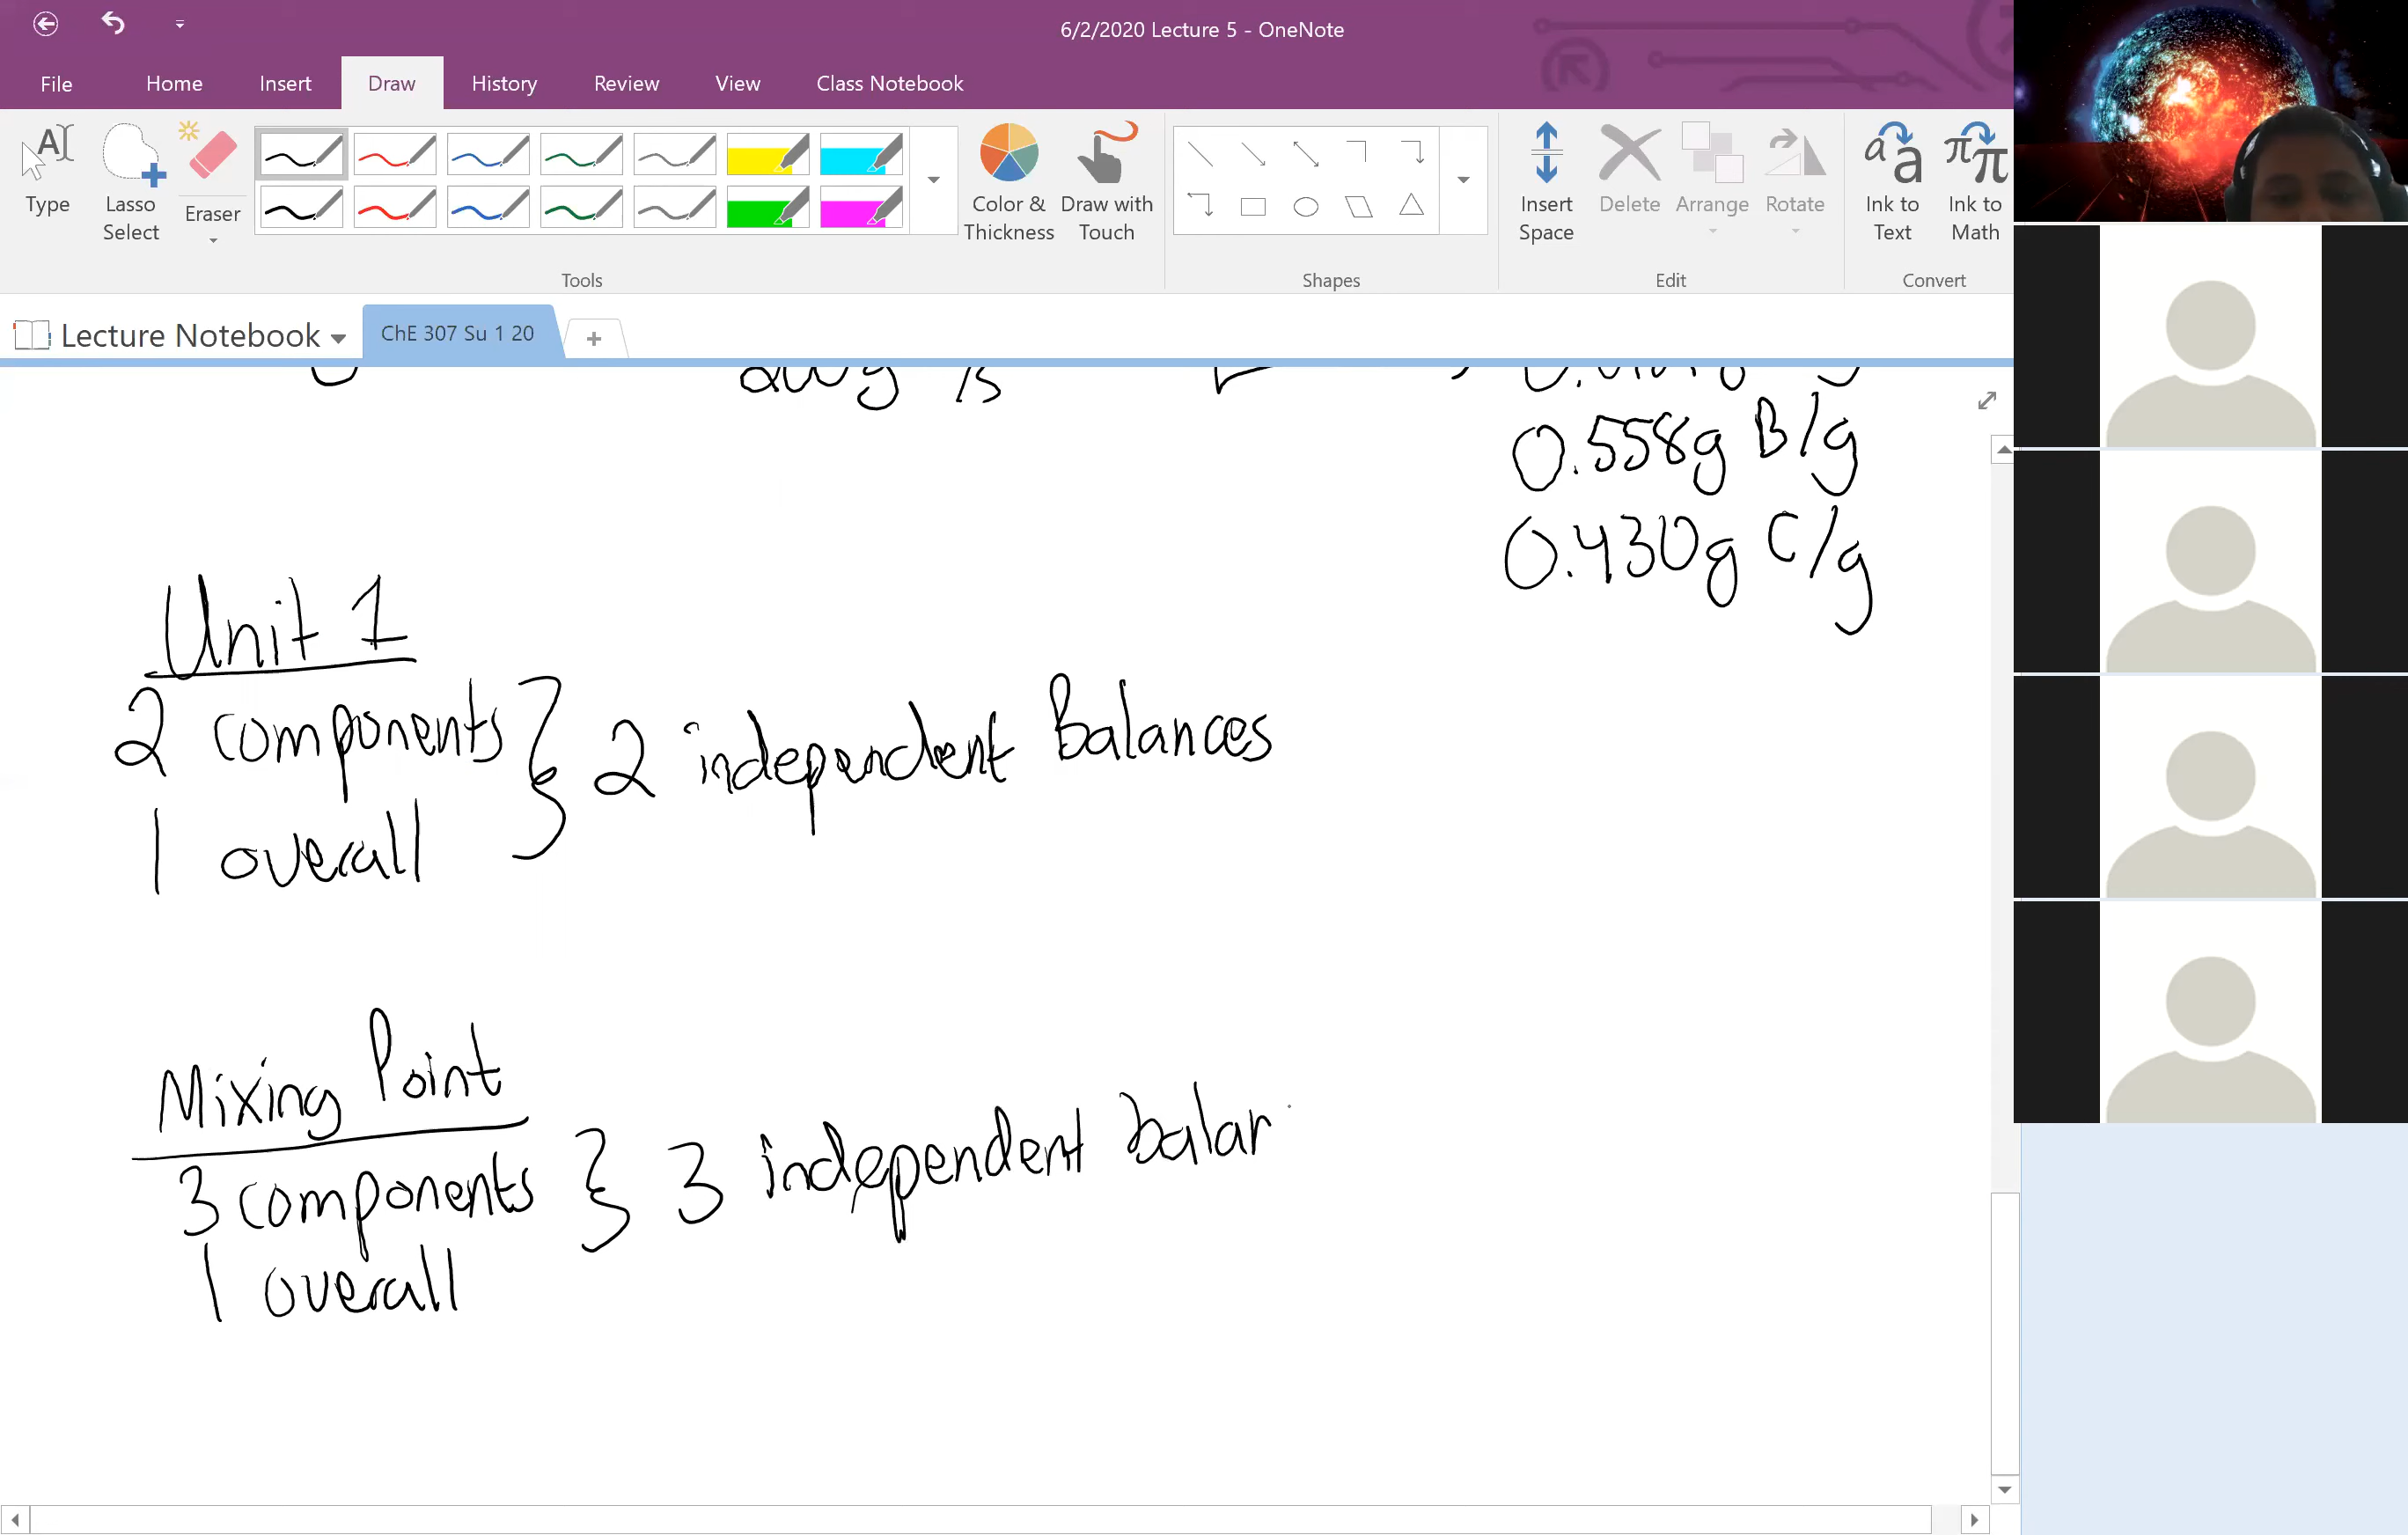 6/2/2020 Lecture 5 - OneNote
File Home Insert Draw History Review View Class Notebook
Type
Lasso Select
Eraser
Color & Thickness
Draw with Touch
Insert Space
Delete
Arrange
Rotate
Ink to Text
Ink to Math
Tools Shapes Edit Convert
Lecture Notebook ChE 307 Su 1 20
200g /s
0.558g B/g
0.430g C/g
Unit 1
2 components } 2 independent Balances
1 overall
Mixing Point
3 components } 3 independent balan
1 overall